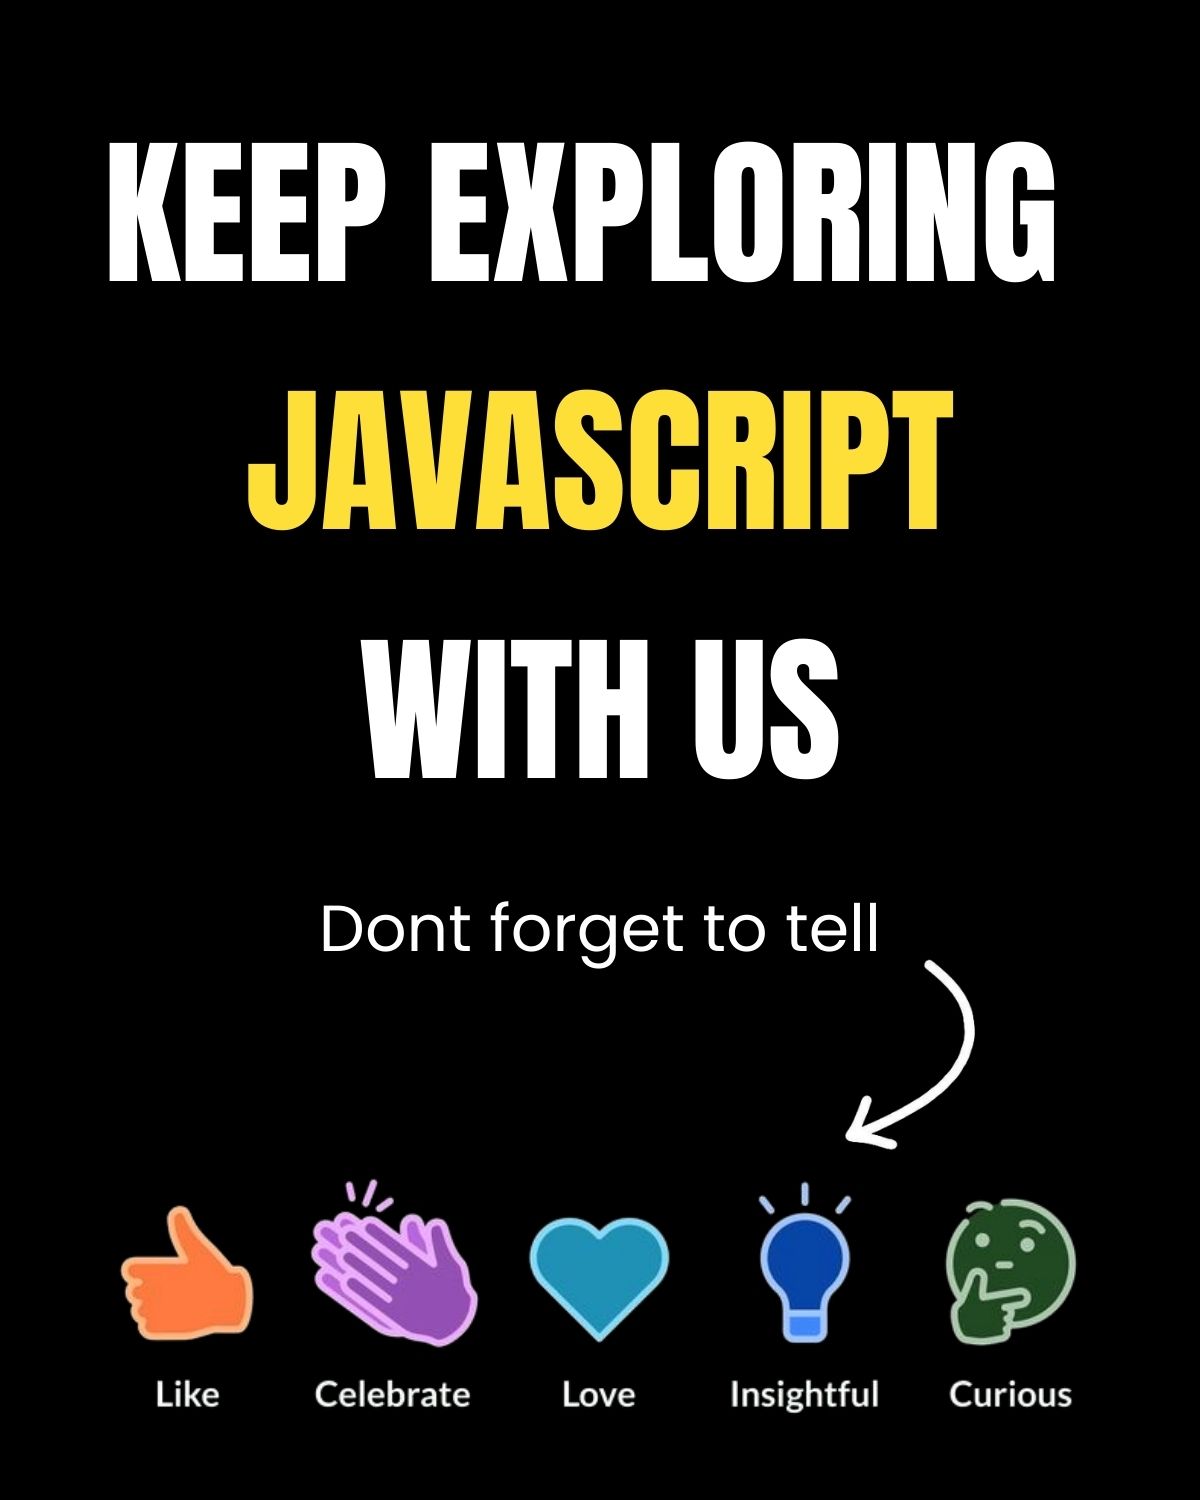 KEEP EXPLORING
JAVASCRIPT
WITH US
Dont forget to tell
Like Celebrate Love Insightful Curious